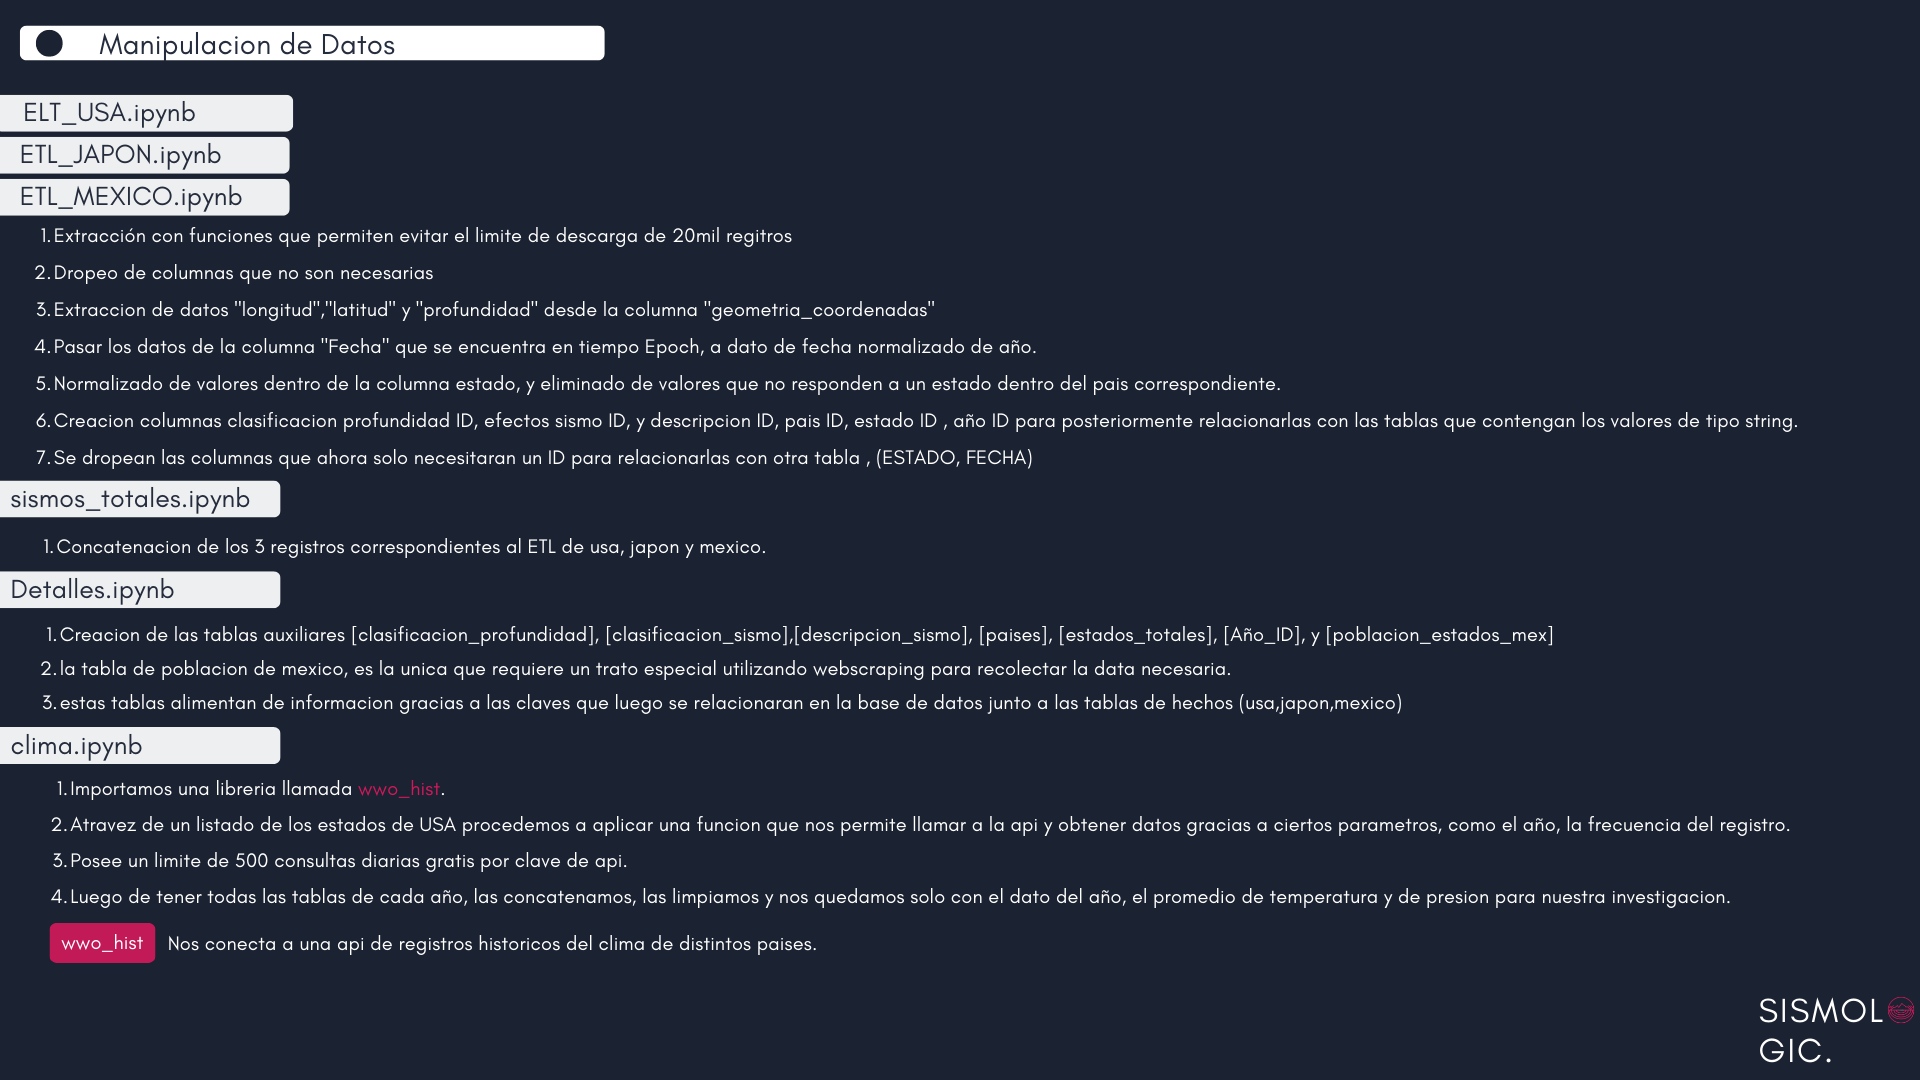 Manipulacion de Datos
ELT_USA.ipynb
ETL_JAPON.ipynb
ETL_MEXICO.ipynb
1. Extracción con funciones que permiten evitar el limite de descarga de 20mil regitros
2. Dropeo de columnas que no son necesarias
3. Extraccion de datos "longitud","latitud" y "profundidad" desde la columna "geometria_coordenadas"
4. Pasar los datos de la columna "Fecha" que se encuentra en tiempo Epoch, a dato de fecha normalizado de año.
5. Normalizado de valores dentro de la columna estado, y eliminado de valores que no responden a un estado dentro del pais correspondiente.
6. Creacion columnas clasificacion profundidad ID, efectos sismo ID, y descripcion ID, pais ID, estado ID , año ID para posteriormente relacionarlas con las tablas que contengan los valores de tipo string.
7. Se dropean las columnas que ahora solo necesitaran un ID para relacionarlas con otra tabla , (ESTADO, FECHA)
sismos_totales.ipynb
1. Concatenacion de los 3 registros correspondientes al ETL de usa, japon y mexico.
Detalles.ipynb
1. Creacion de las tablas auxiliares [clasificacion_profundidad], [clasificacion_sismo],[descripcion_sismo], [paises], [estados_totales], [Año_ID], y [poblacion_estados_mex]
2. la tabla de poblacion de mexico, es la unica que requiere un trato especial utilizando webscraping para recolectar la data necesaria.
3. estas tablas alimentan de informacion gracias a las claves que luego se relacionaran en la base de datos junto a las tablas de hechos (usa,japon,mexico)
clima.ipynb
1. Importamos una libreria llamada wwo_hist.
2. Atravez de un listado de los estados de USA procedemos a aplicar una funcion que nos permite llamar a la api y obtener datos gracias a ciertos parametros, como el año, la frecuencia del registro.
3. Posee un limite de 500 consultas diarias gratis por clave de api.
4. Luego de tener todas las tablas de cada año, las concatenamos, las limpiamos y nos quedamos solo con el dato del año, el promedio de temperatura y de presion para nuestra investigacion.
wwo_hist Nos conecta a una api de registros historicos del clima de distintos paises.
SISMOL
GIC.